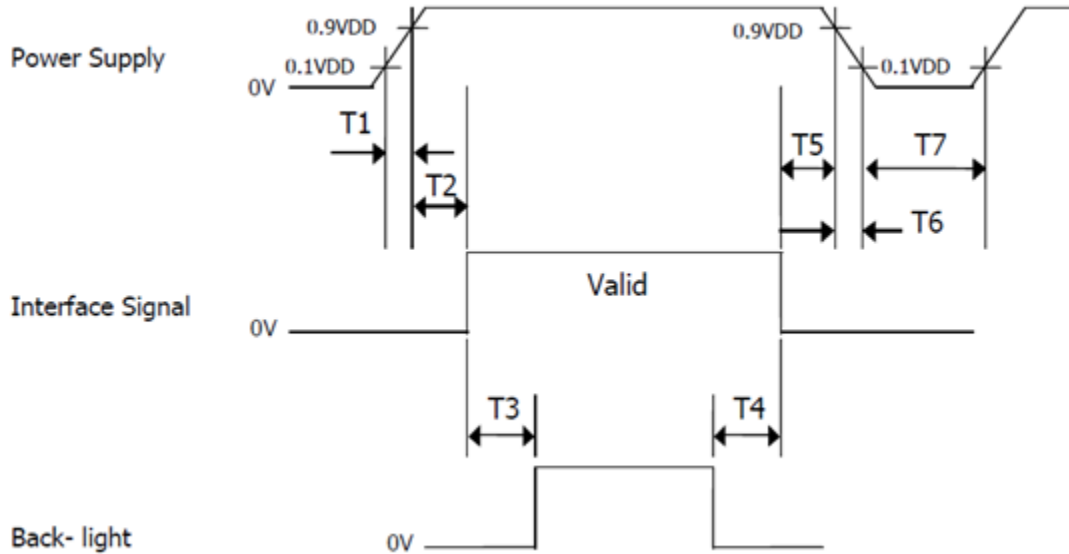 0.9VDD
0.9VDD
Power Supply
0.1VDD
0.1VDD
0V
T1
T5
T7
T2
T6
Valid
Interface Signal
0V
T3
T4
Back- light
0V